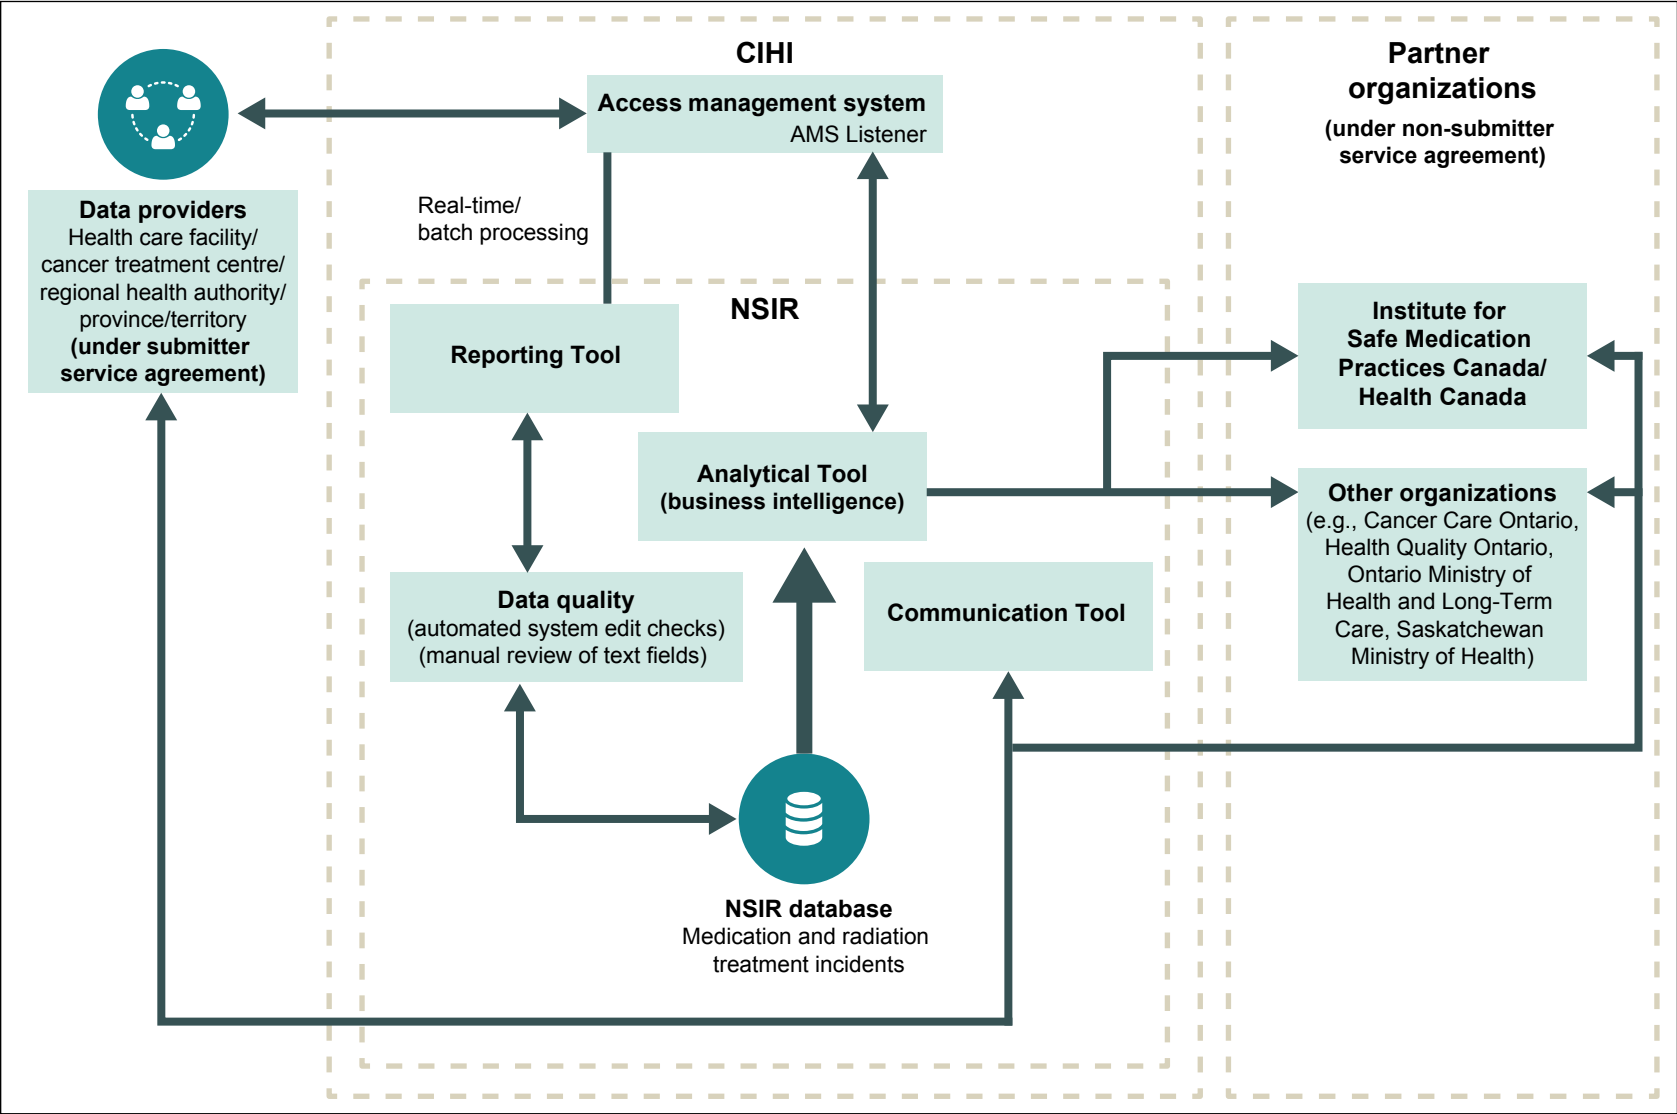 CIHI
Access management system
AMS Listener
Partner
organizations
(under non-submitter
service agreement)
Data providers
Health care facility/
cancer treatment centre/
regional health authority/
province/territory
(under submitter
service agreement)
Real-time/
batch processing
NSIR
Reporting Tool
Analytical Tool
(business intelligence)
Institute for
Safe Medication
Practices Canada/
Health Canada
Other organizations
(e.g., Cancer Care Ontario,
Health Quality Ontario,
Ontario Ministry of
Health and Long-Term
Care, Saskatchewan
Ministry of Health)
Data quality
(automated system edit checks)
(manual review of text fields)
Communication Tool
NSIR database
Medication and radiation
treatment incidents